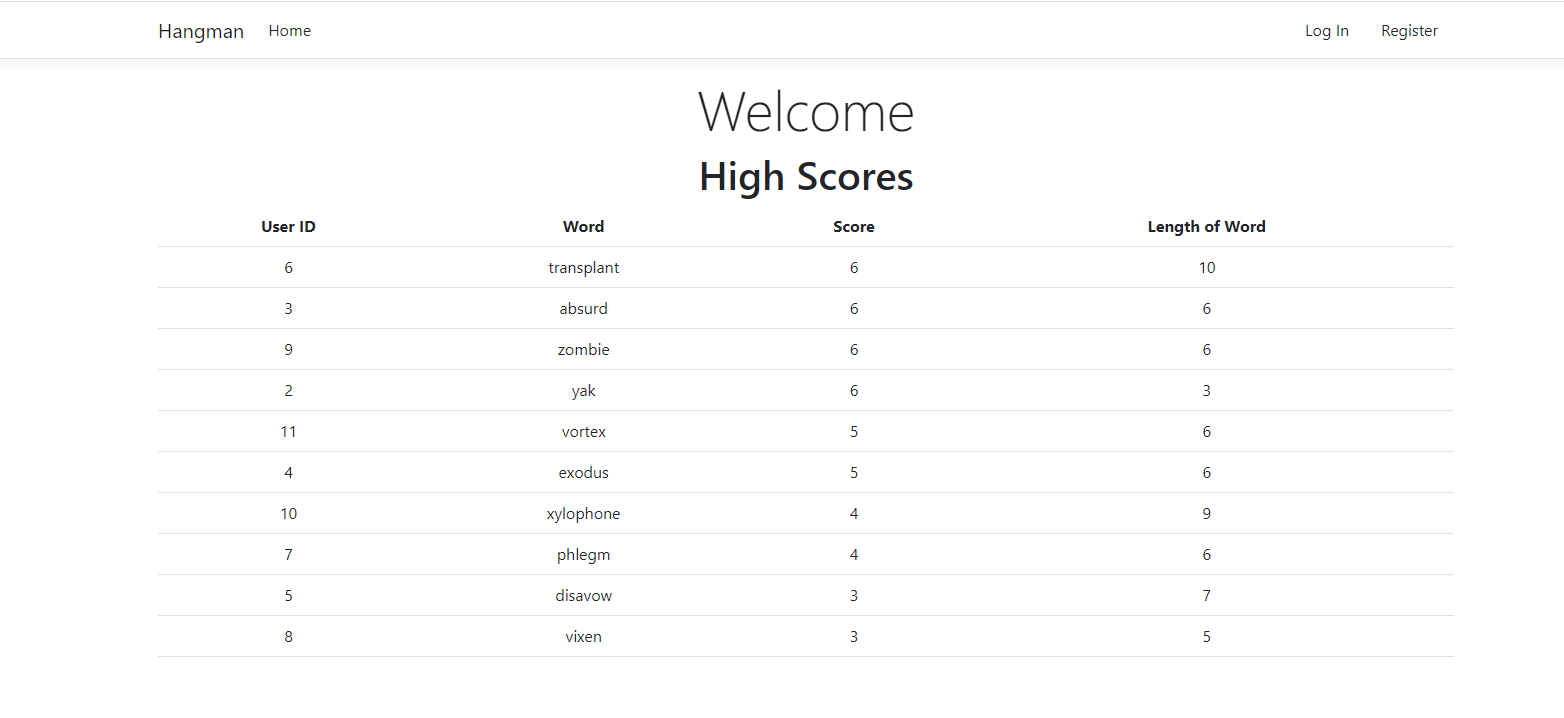 Hangman Home Log In Register
Welcome
High Scores
User ID Word Score Length of Word
6 transplant 6 10
3 absurd 6 6
9 zombie 6 6
2 yak 6 3
11 vortex 5 6
4 exodus 5 6
10 xylophone 4 9
7 phlegm 4 6
5 disavow 3 7
8 vixen 3 5